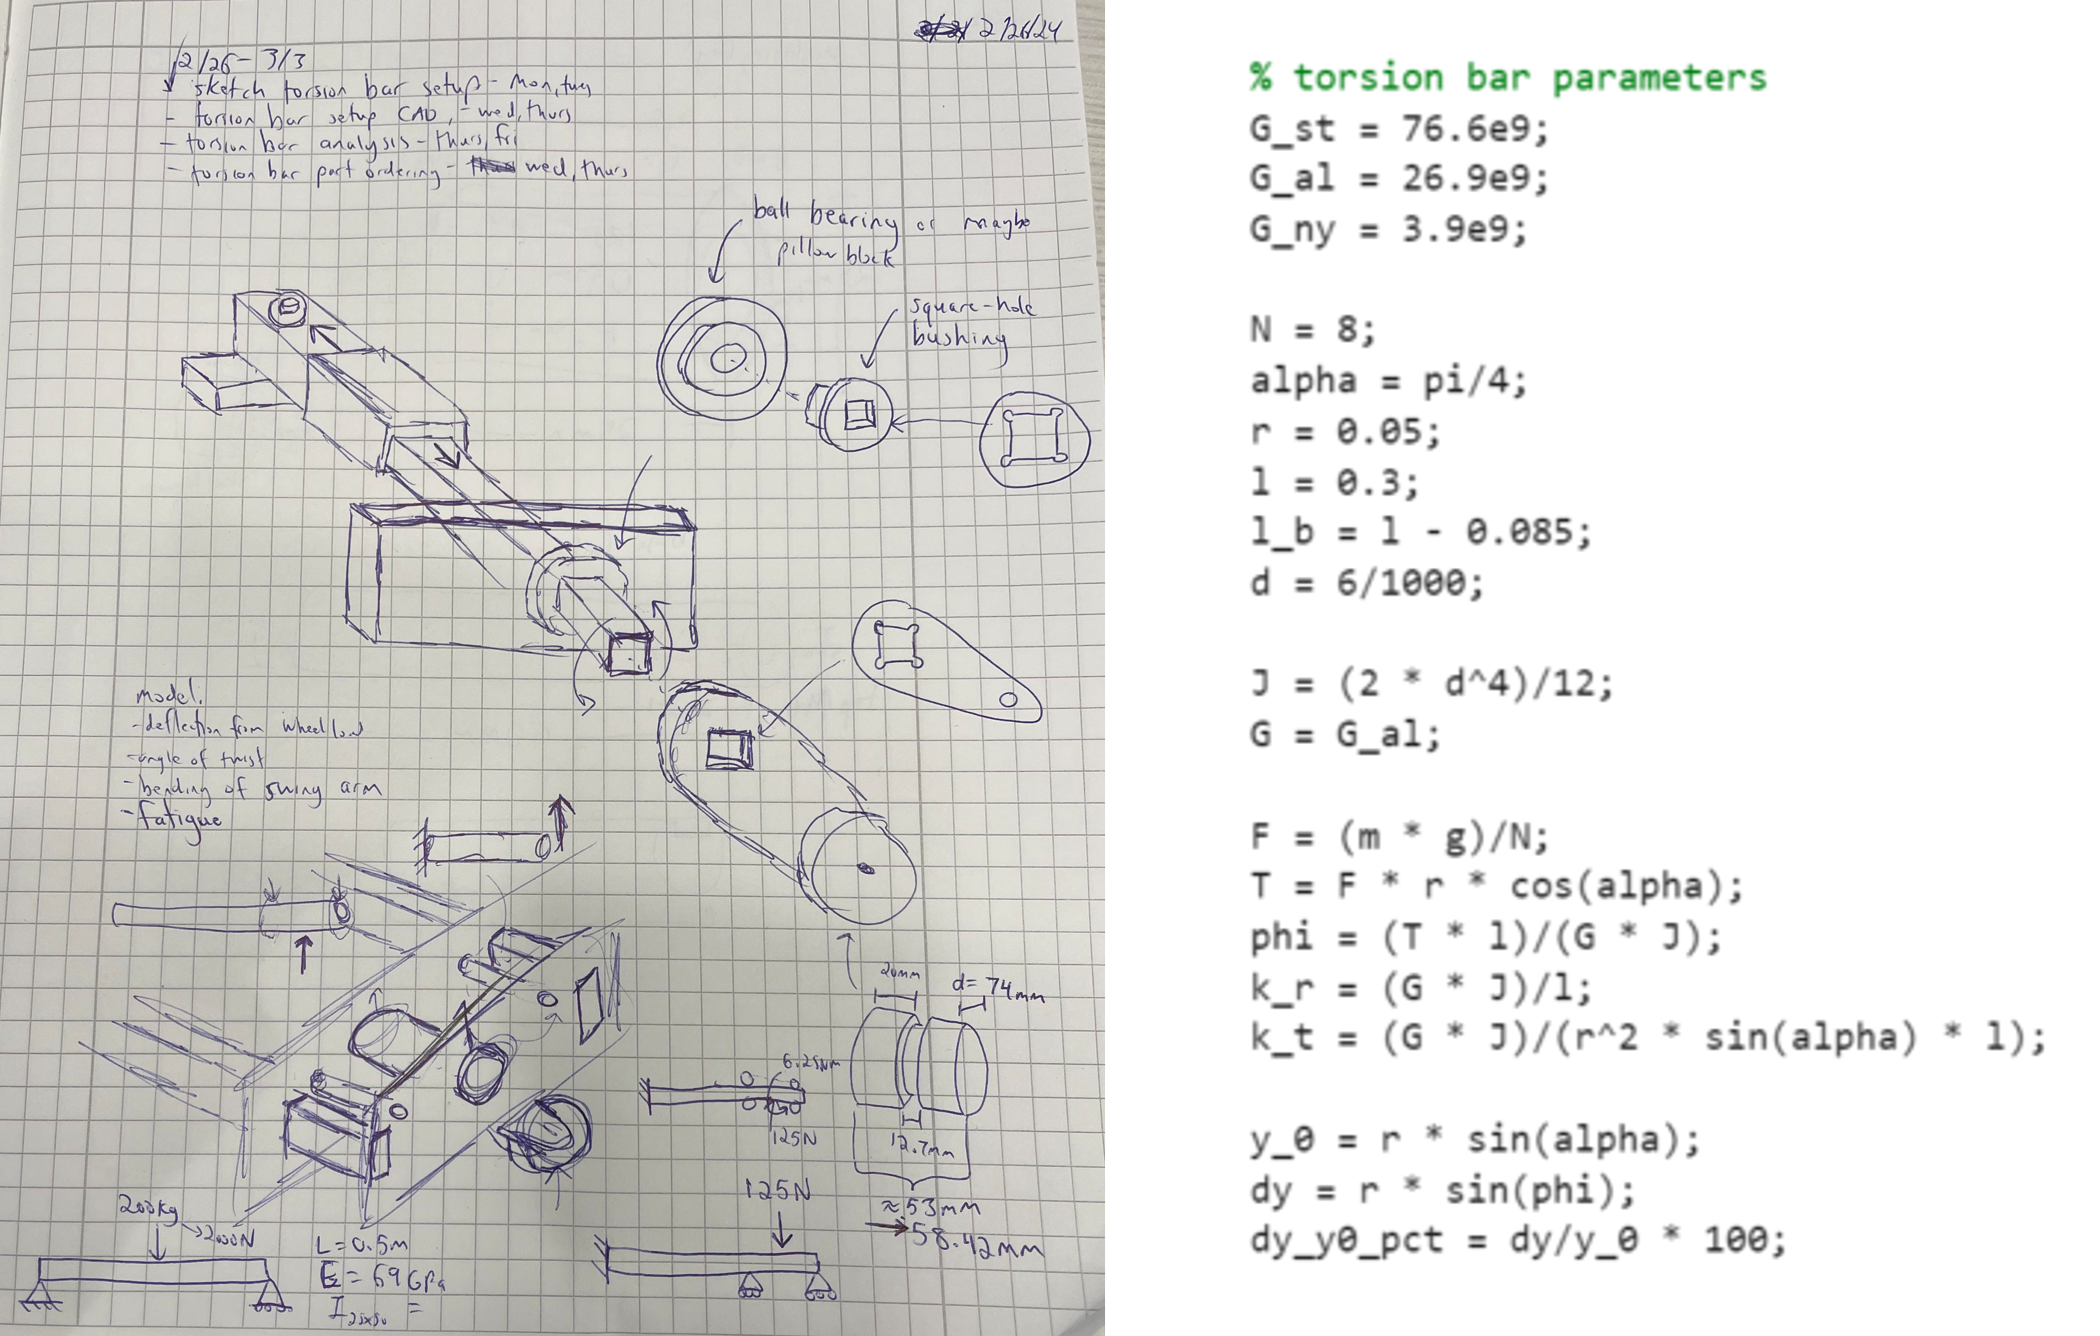 2/26/24
2/26 - 3/3
sketch torsion bar setup - Mon, tues
- torsion bar setup CAD, - wed, thurs
- torsion bar analysis - thurs, fri
- torsion bar part ordering - wed, thurs
ball bearing or maybe
pillow block
square-hole
bushing
model:
- deflection from wheel load
- angle of twist
- bending of swing arm
- fatigue
20mm
d= 74mm
6.25Nm
125N
12.7mm
≈53mm
→58.42mm
125N
200kg
→2000N
L=0.5m
E=69GPa
I =
% torsion bar parameters
G_st = 76.6e9;
G_al = 26.9e9;
G_ny = 3.9e9;
N = 8;
alpha = pi/4;
r = 0.05;
l = 0.3;
l_b = l - 0.085;
d = 6/1000;
J = (2 * d^4)/12;
G = G_al;
F = (m * g)/N;
T = F * r * cos(alpha);
phi = (T * l)/(G * J);
k_r = (G * J)/l;
k_t = (G * J)/(r^2 * sin(alpha) * l);
y_0 = r * sin(alpha);
dy = r * sin(phi);
dy_y0_pct = dy/y_0 * 100;